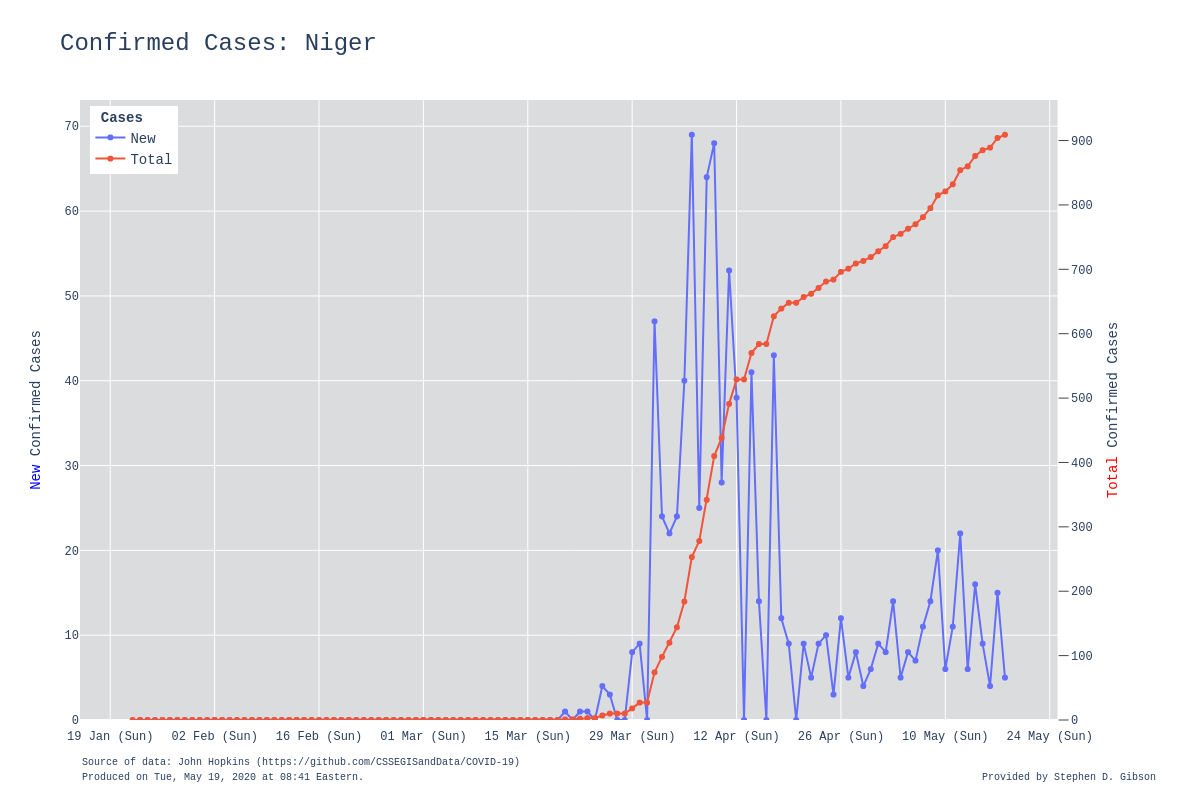 Confirmed Cases: Niger
Cases
New
Total
70
60
50
40
30
20
10
0
900
800
700
600
500
400
300
200
100
0
New Confirmed Cases
Total Confirmed Cases
19 Jan (Sun)
02 Feb (Sun)
16 Feb (Sun)
01 Mar (Sun)
15 Mar (Sun)
29 Mar (Sun)
12 Apr (Sun)
26 Apr (Sun)
10 May (Sun)
24 May (Sun)
Source of data: John Hopkins (https://github.com/CSSEGISandData/COVID-19)
Produced on Tue, May 19, 2020 at 08:41 Eastern.
Provided by Stephen D. Gibson